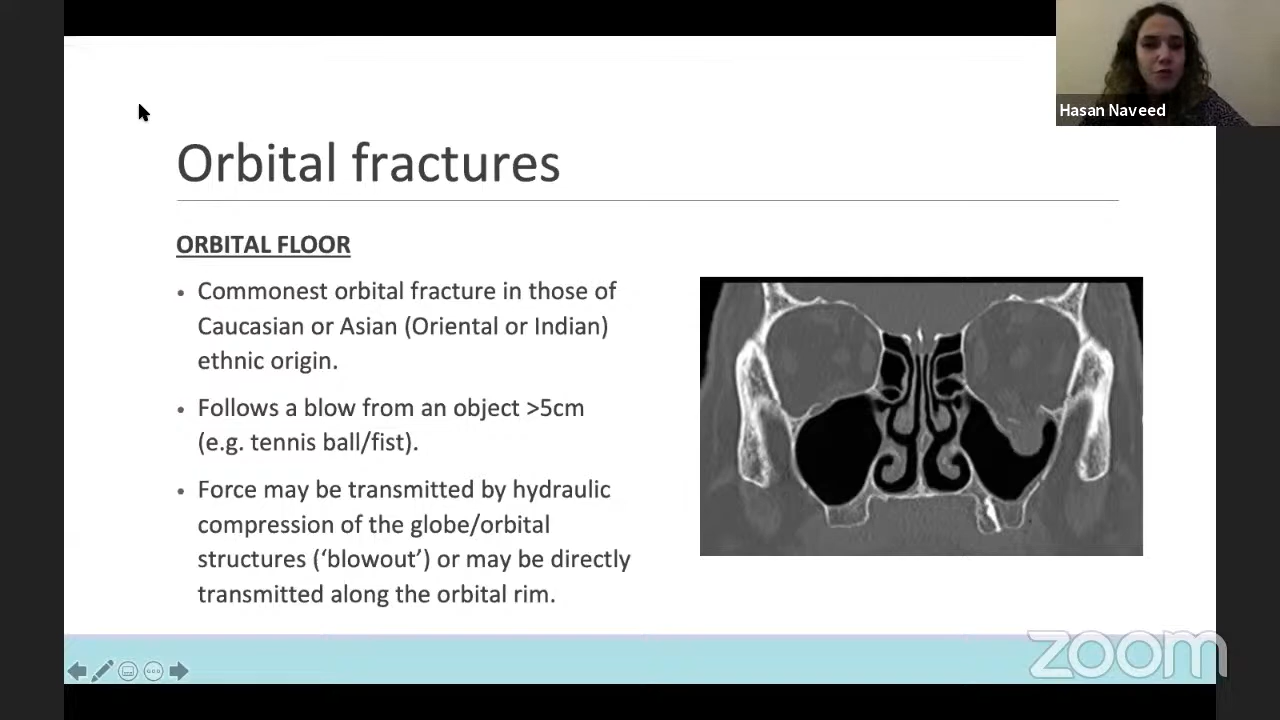 Hasan Naveed
Orbital fractures
ORBITAL FLOOR
• Commonest orbital fracture in those of
Caucasian or Asian (Oriental or Indian)
ethnic origin.
• Follows a blow from an object >5cm
(e.g. tennis ball/fist).
• Force may be transmitted by hydraulic
compression of the globe/orbital
structures (‘blowout’) or may be directly
transmitted along the orbital rim.
zoom